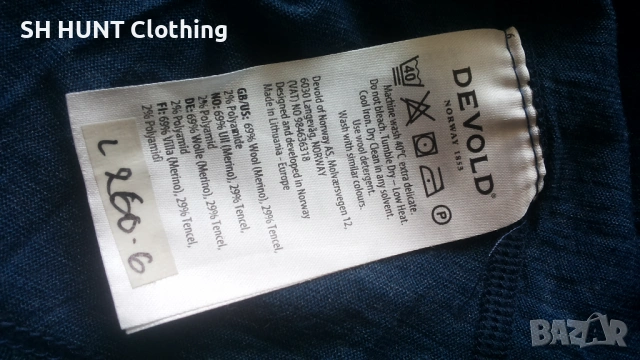 SH HUNT Clothing
DEVOLD®
NORWAY 1853
40
P
Machine wash 40°C extra delicate.
Do not bleach. Tumble Dry – Low Heat.
Cool Iron. Dry Clean in any solvent.
Use wool detergent.
Wash with similar colours.
Devold of Norway AS, Molværsvegen 12,
6030 Langevåg, NORWAY
(VAT) NO 984636318
Designed and developed in Norway
Made in Lithuania - Europe
GB/US: 69% Wool (Merino), 29% Tencel,
2% Polyamide
NO: 69% Ull (Merino), 29% Tencel,
2% Polyamid
DE: 69% Wolle (Merino), 29% Tencel,
2% Polyamid
FI: 69% Villa (Merino), 29% Tencel,
2% Polyamidi
L 260-6
BAZAR